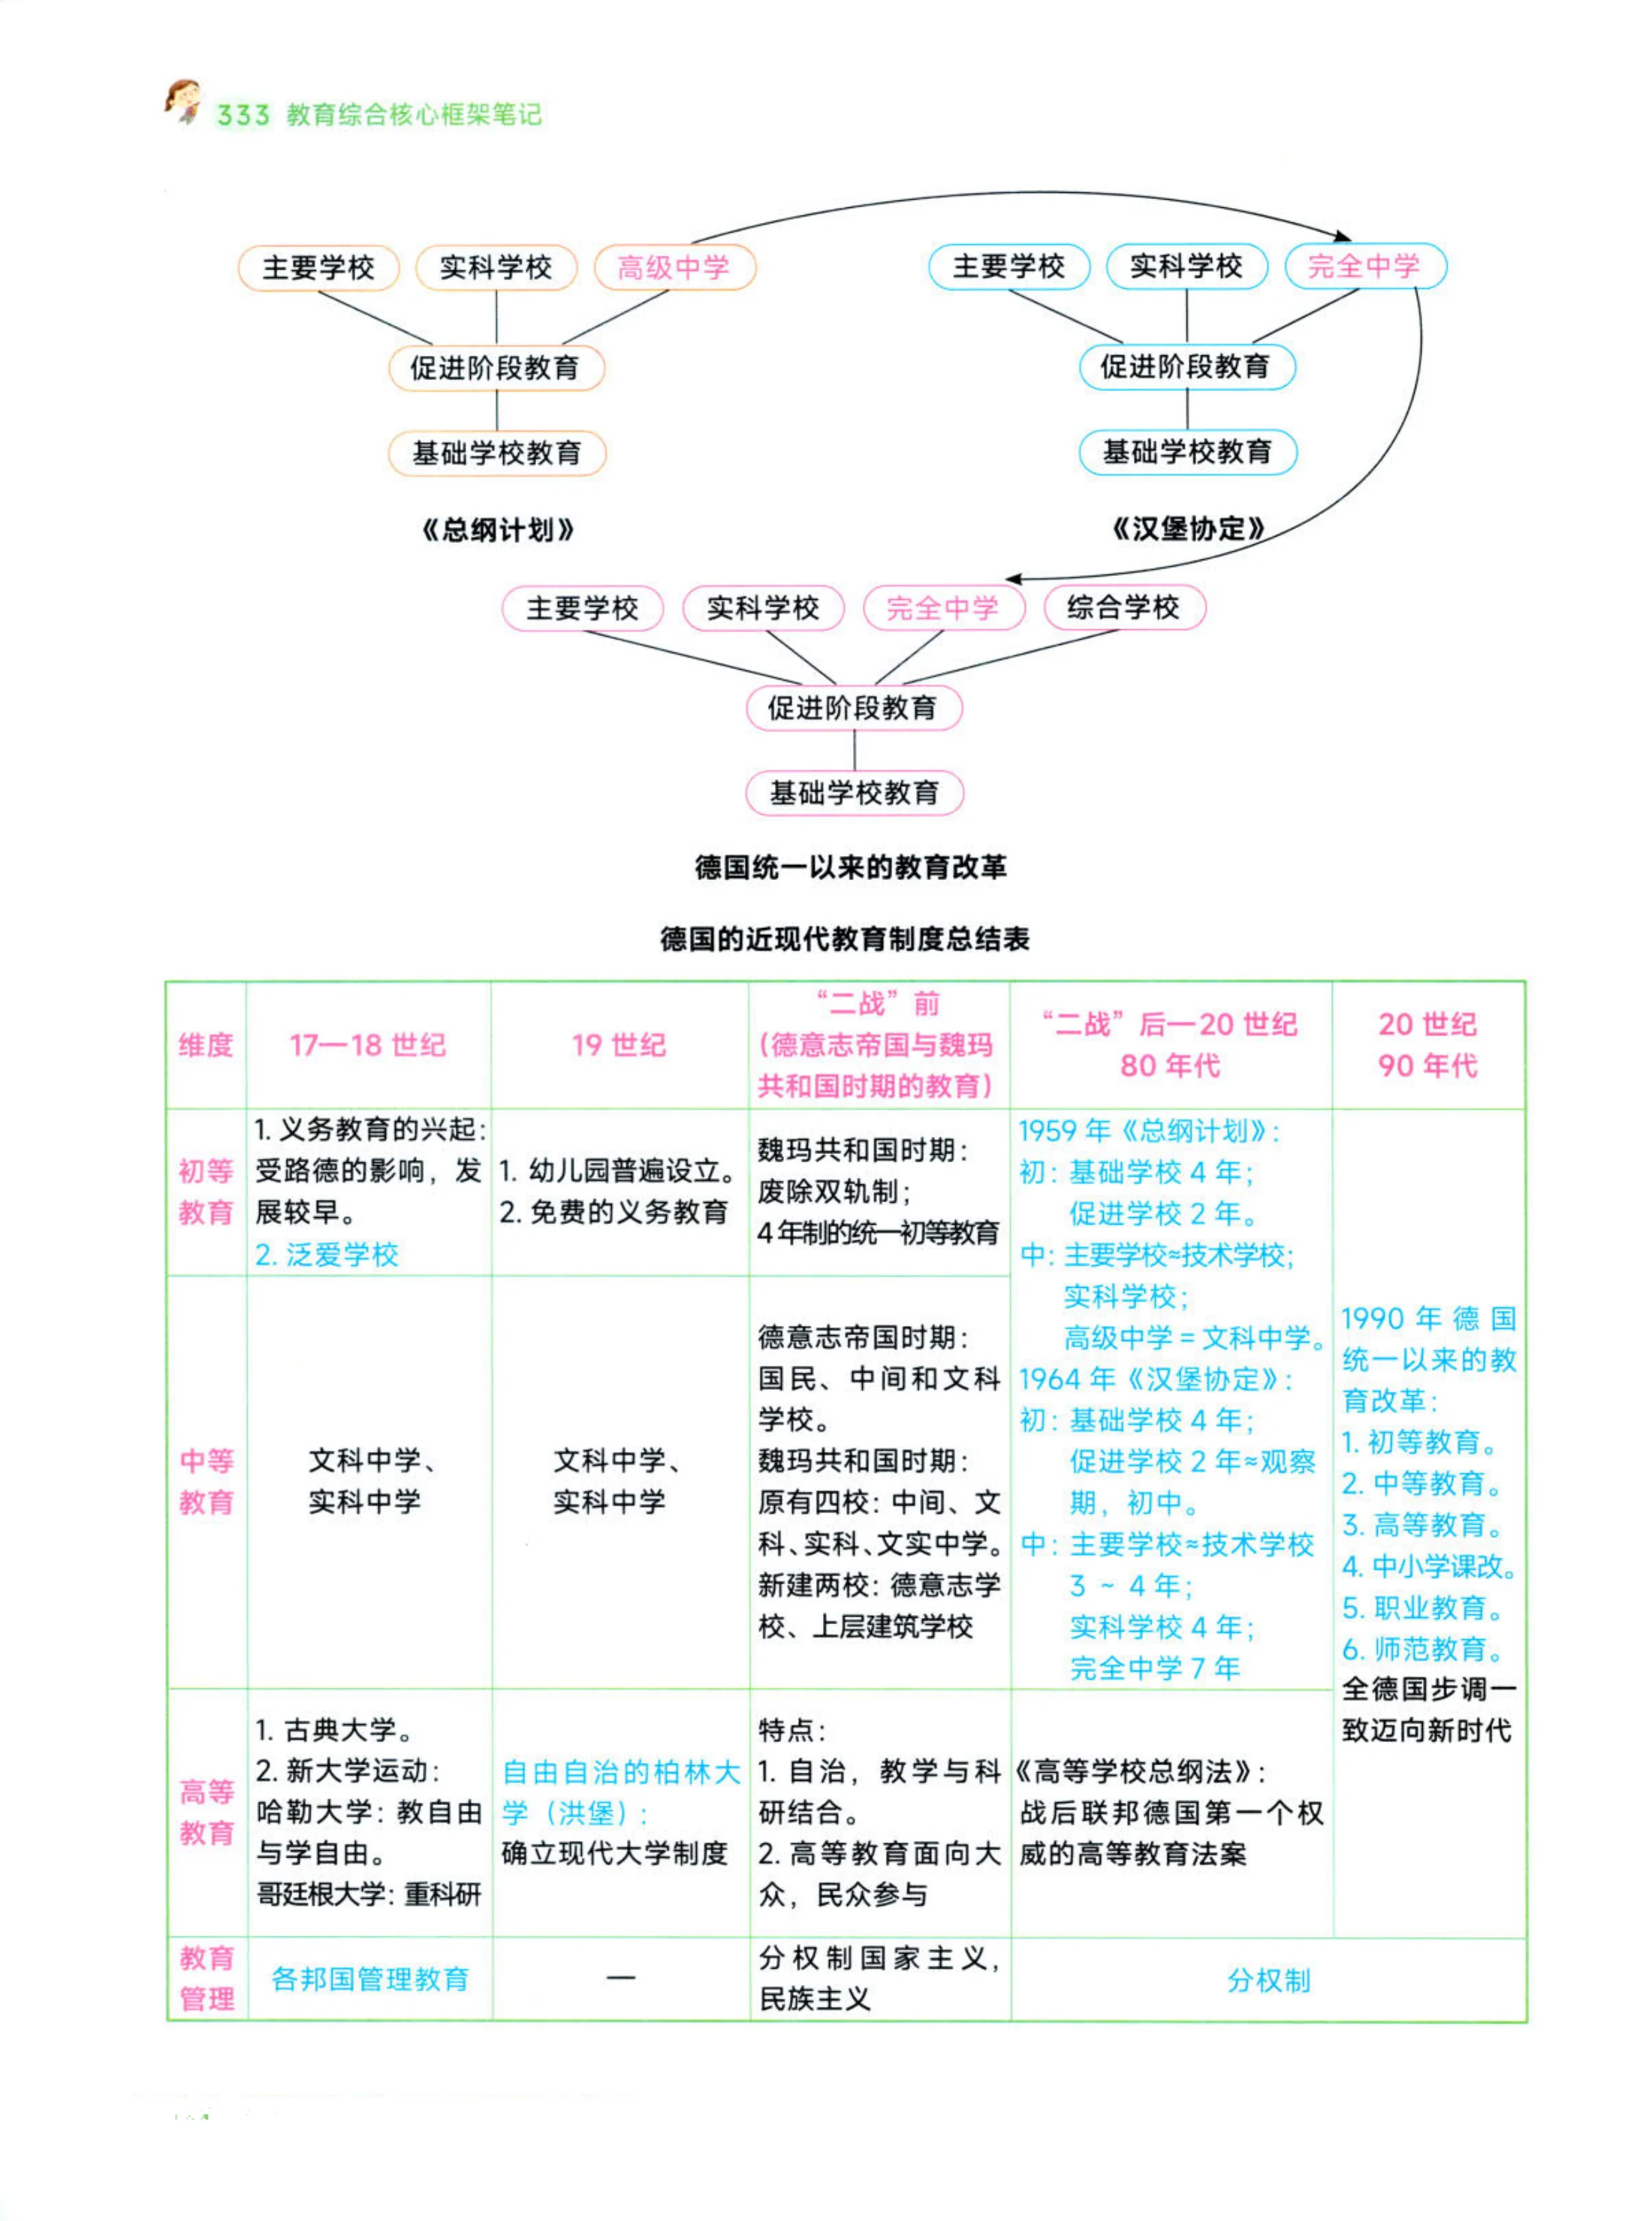 333 教育综合核心框架笔记
主要学校 实科学校 高级中学
促进阶段教育
基础学校教育
《总纲计划》
主要学校 实科学校 完全中学
促进阶段教育
基础学校教育
《汉堡协定》
主要学校 实科学校 完全中学 综合学校
促进阶段教育
基础学校教育
德国统一以来的教育改革
德国的近现代教育制度总结表
维度
17—18 世纪
19 世纪
“二战”前
(德意志帝国与魏玛
共和国时期的教育)
“二战”后—20 世纪
80 年代
20 世纪
90 年代
初等
教育
1. 义务教育的兴起：
受路德的影响，发
展较早。
2. 泛爱学校
1. 幼儿园普遍设立。
2. 免费的义务教育
魏玛共和国时期：
废除双轨制；
4年制的统一初等教育
1959 年《总纲计划》：
初：基础学校 4 年；
促进学校 2 年。
中：主要学校≈技术学校；
实科学校；
高级中学 = 文科中学。
1964 年《汉堡协定》：
初：基础学校 4 年；
促进学校 2 年≈观察
期，初中。
中：主要学校≈技术学校
3 ~ 4 年；
实科学校 4 年；
完全中学 7 年
1990 年德国
统一以来的教
育改革：
1. 初等教育。
2. 中等教育。
3. 高等教育。
4. 中小学课改。
5. 职业教育。
6. 师范教育。
全德国步调一
致迈向新时代
中等
教育
文科中学、
实科中学
文科中学、
实科中学
德意志帝国时期：
国民、中间和文科
学校。
魏玛共和国时期：
原有四校：中间、文
科、实科、文实中学。
新建两校：德意志学
校、上层建筑学校
高等
教育
1. 古典大学。
2. 新大学运动：
哈勒大学：教自由
与学自由。
哥廷根大学：重科研
自由自治的柏林大
学（洪堡）：
确立现代大学制度
特点：
1. 自治，教学与科
研结合。
2. 高等教育面向大
众，民众参与
《高等学校总纲法》：
战后联邦德国第一个权
威的高等教育法案
教育
管理
各邦国管理教育
—
分权制国家主义，
民族主义
分权制